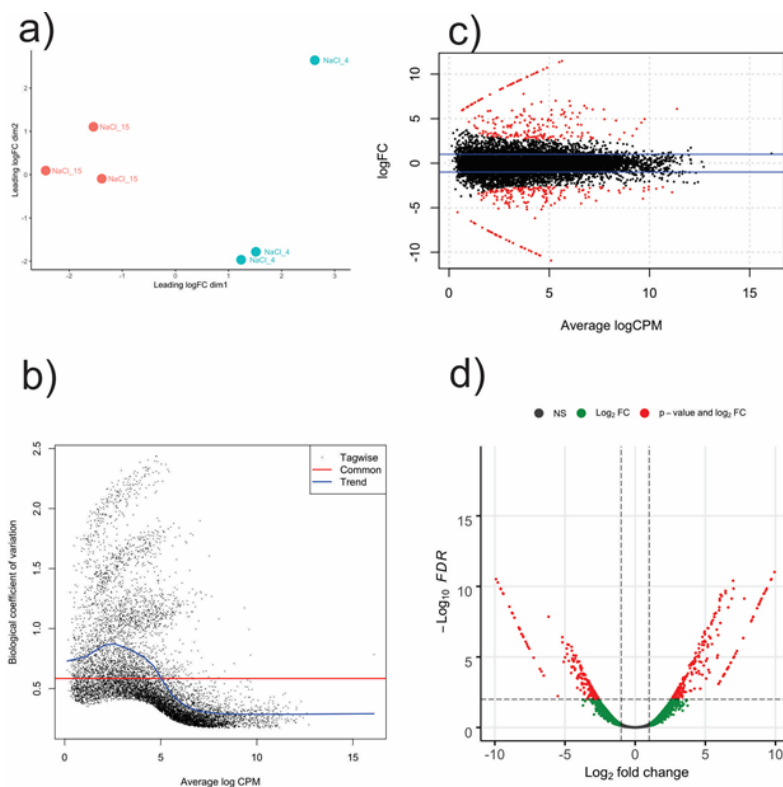 a)
NaCl_4
NaCl_15
NaCl_15
NaCl_15
NaCl_4
NaCl_4
Leading logFC dim2
2
1
0
-1
-2
-2
-1
0
1
2
3
Leading logFC dim1
c)
logFC
10
5
0
-5
-10
0
5
10
15
Average logCPM
b)
Tagwise
Common
Trend
Biological coefficient of variation
2.5
2.0
1.5
1.0
0.5
0
5
10
15
Average log CPM
d)
NS
Log₂ FC
p − value and log₂ FC
− Log₁₀ FDR
15
10
5
0
-10
-5
0
5
10
Log₂ fold change